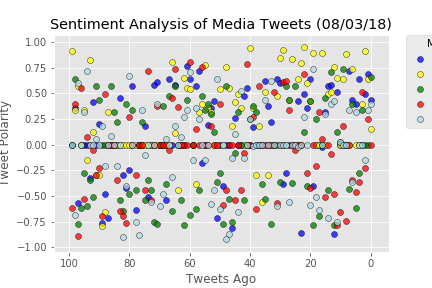 Sentiment Analysis of Media Tweets (08/03/18)
M
1.00
0.75
0.50
0.25
0.00
−0.25
−0.50
−0.75
−1.00
Tweet Polarity
100 80 60 40 20 0
Tweets Ago